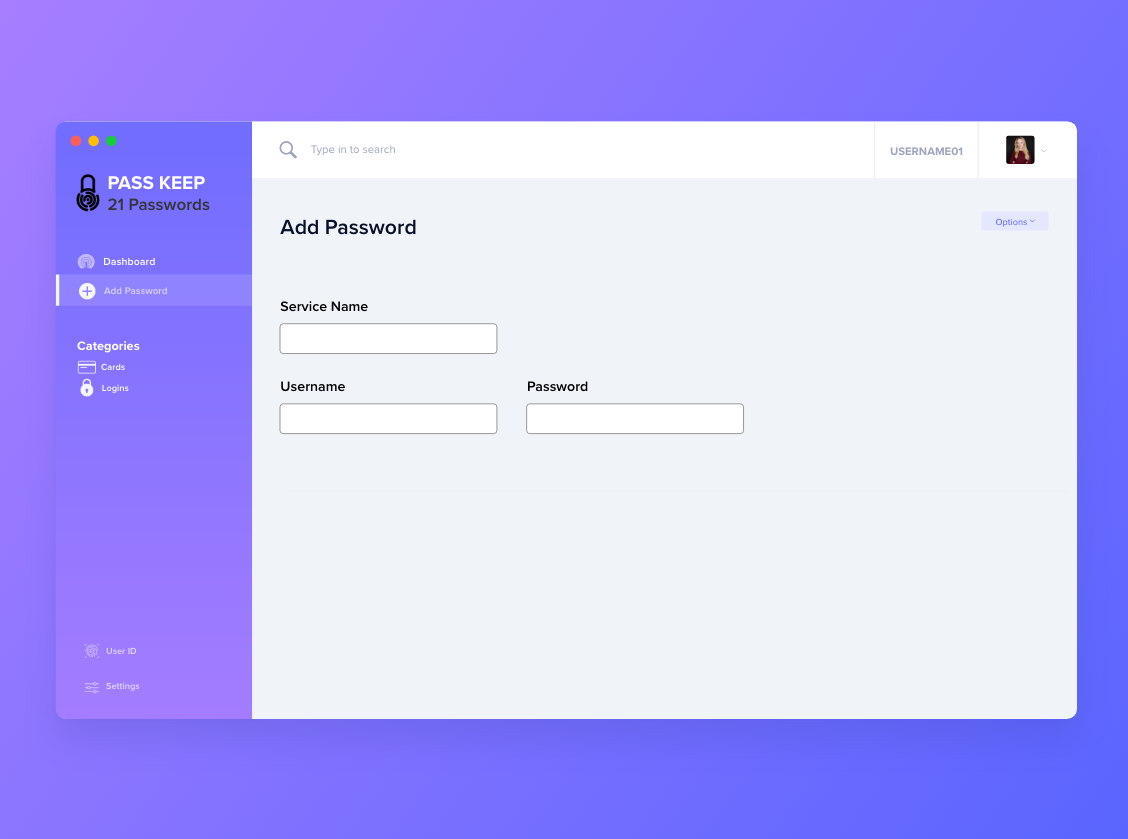 PASS KEEP
21 Passwords
Dashboard
Add Password
Categories
Cards
Logins
User ID
Settings
Type in to search
USERNAME01
Add Password
Options
Service Name
Username
Password